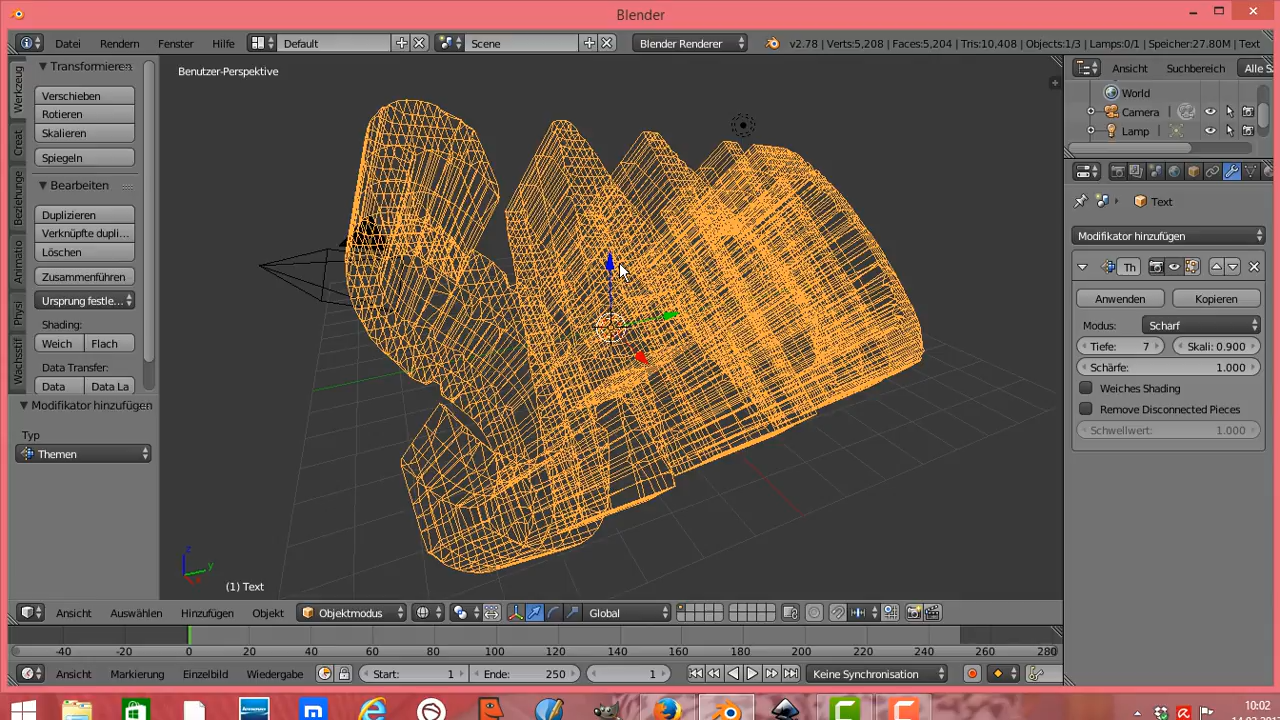 Blender
Datei Rendern Fenster Hilfe Default Scene Blender Renderer v2.78 | Verts:5,208 | Faces:5,204 | Tris:10,408 | Objects:1/3 | Lamps:0/1 | Speicher:27.80M | Text
Werkzeug
Creat
Beziehunge
Animatio
Physi
Wachsstif
Transformieren
Verschieben
Rotieren
Skalieren
Spiegeln
Bearbeiten
Duplizieren
Verknüpfte dupli...
Löschen
Zusammenführen
Ursprung festle...
Shading:
Weich Flach
Data Transfer:
Data Data La
Modifikator hinzufügen
Typ
Themen
Benutzer-Perspektive
(1) Text
Ansicht Auswählen Hinzufügen Objekt Objektmodus Global
-40 -20 0 20 40 60 80 100 120 140 160 180 200 220 240 260 280
Ansicht Markierung Einzelbild Wiedergabe Start: 1 Ende: 250 1 Keine Synchronisation
Ansicht Suchbereich Alle S
World
Camera
Lamp
Text
Modifikator hinzufügen
Th
Anwenden Kopieren
Modus: Scharf
Tiefe: 7 Skali: 0.900
Schärfe: 1.000
Weiches Shading
Remove Disconnected Pieces
Schwellwert: 1.000
10:02